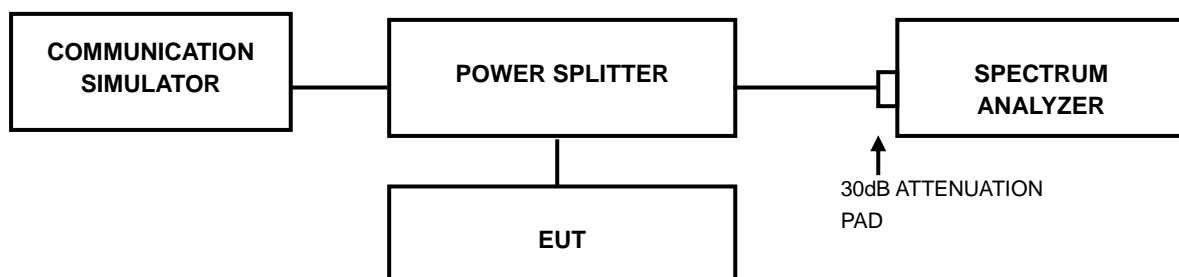 COMMUNICATION
SIMULATOR
POWER SPLITTER
SPECTRUM
ANALYZER
30dB ATTENUATION
PAD
EUT